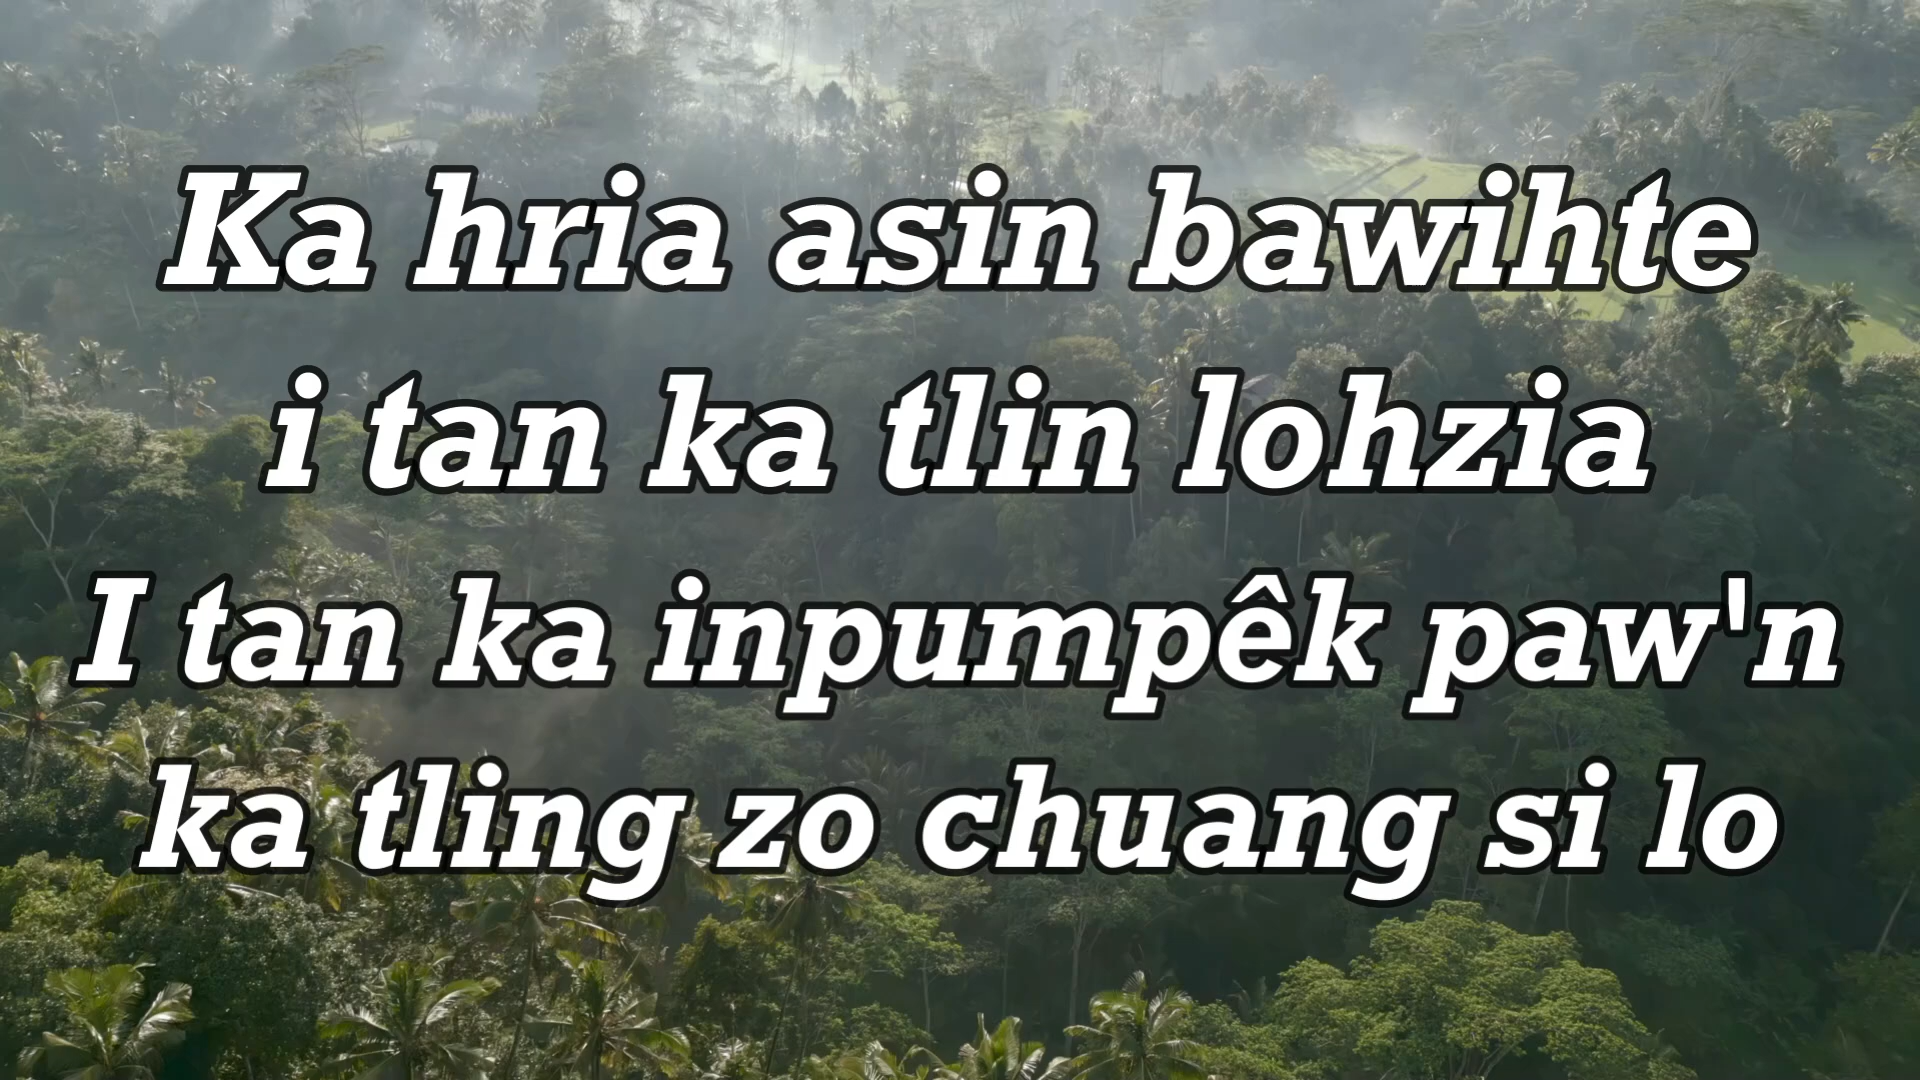 Ka hria asin bawihte
i tan ka tlin lohzia
I tan ka inpumpêk paw'n
ka tling zo chuang si lo